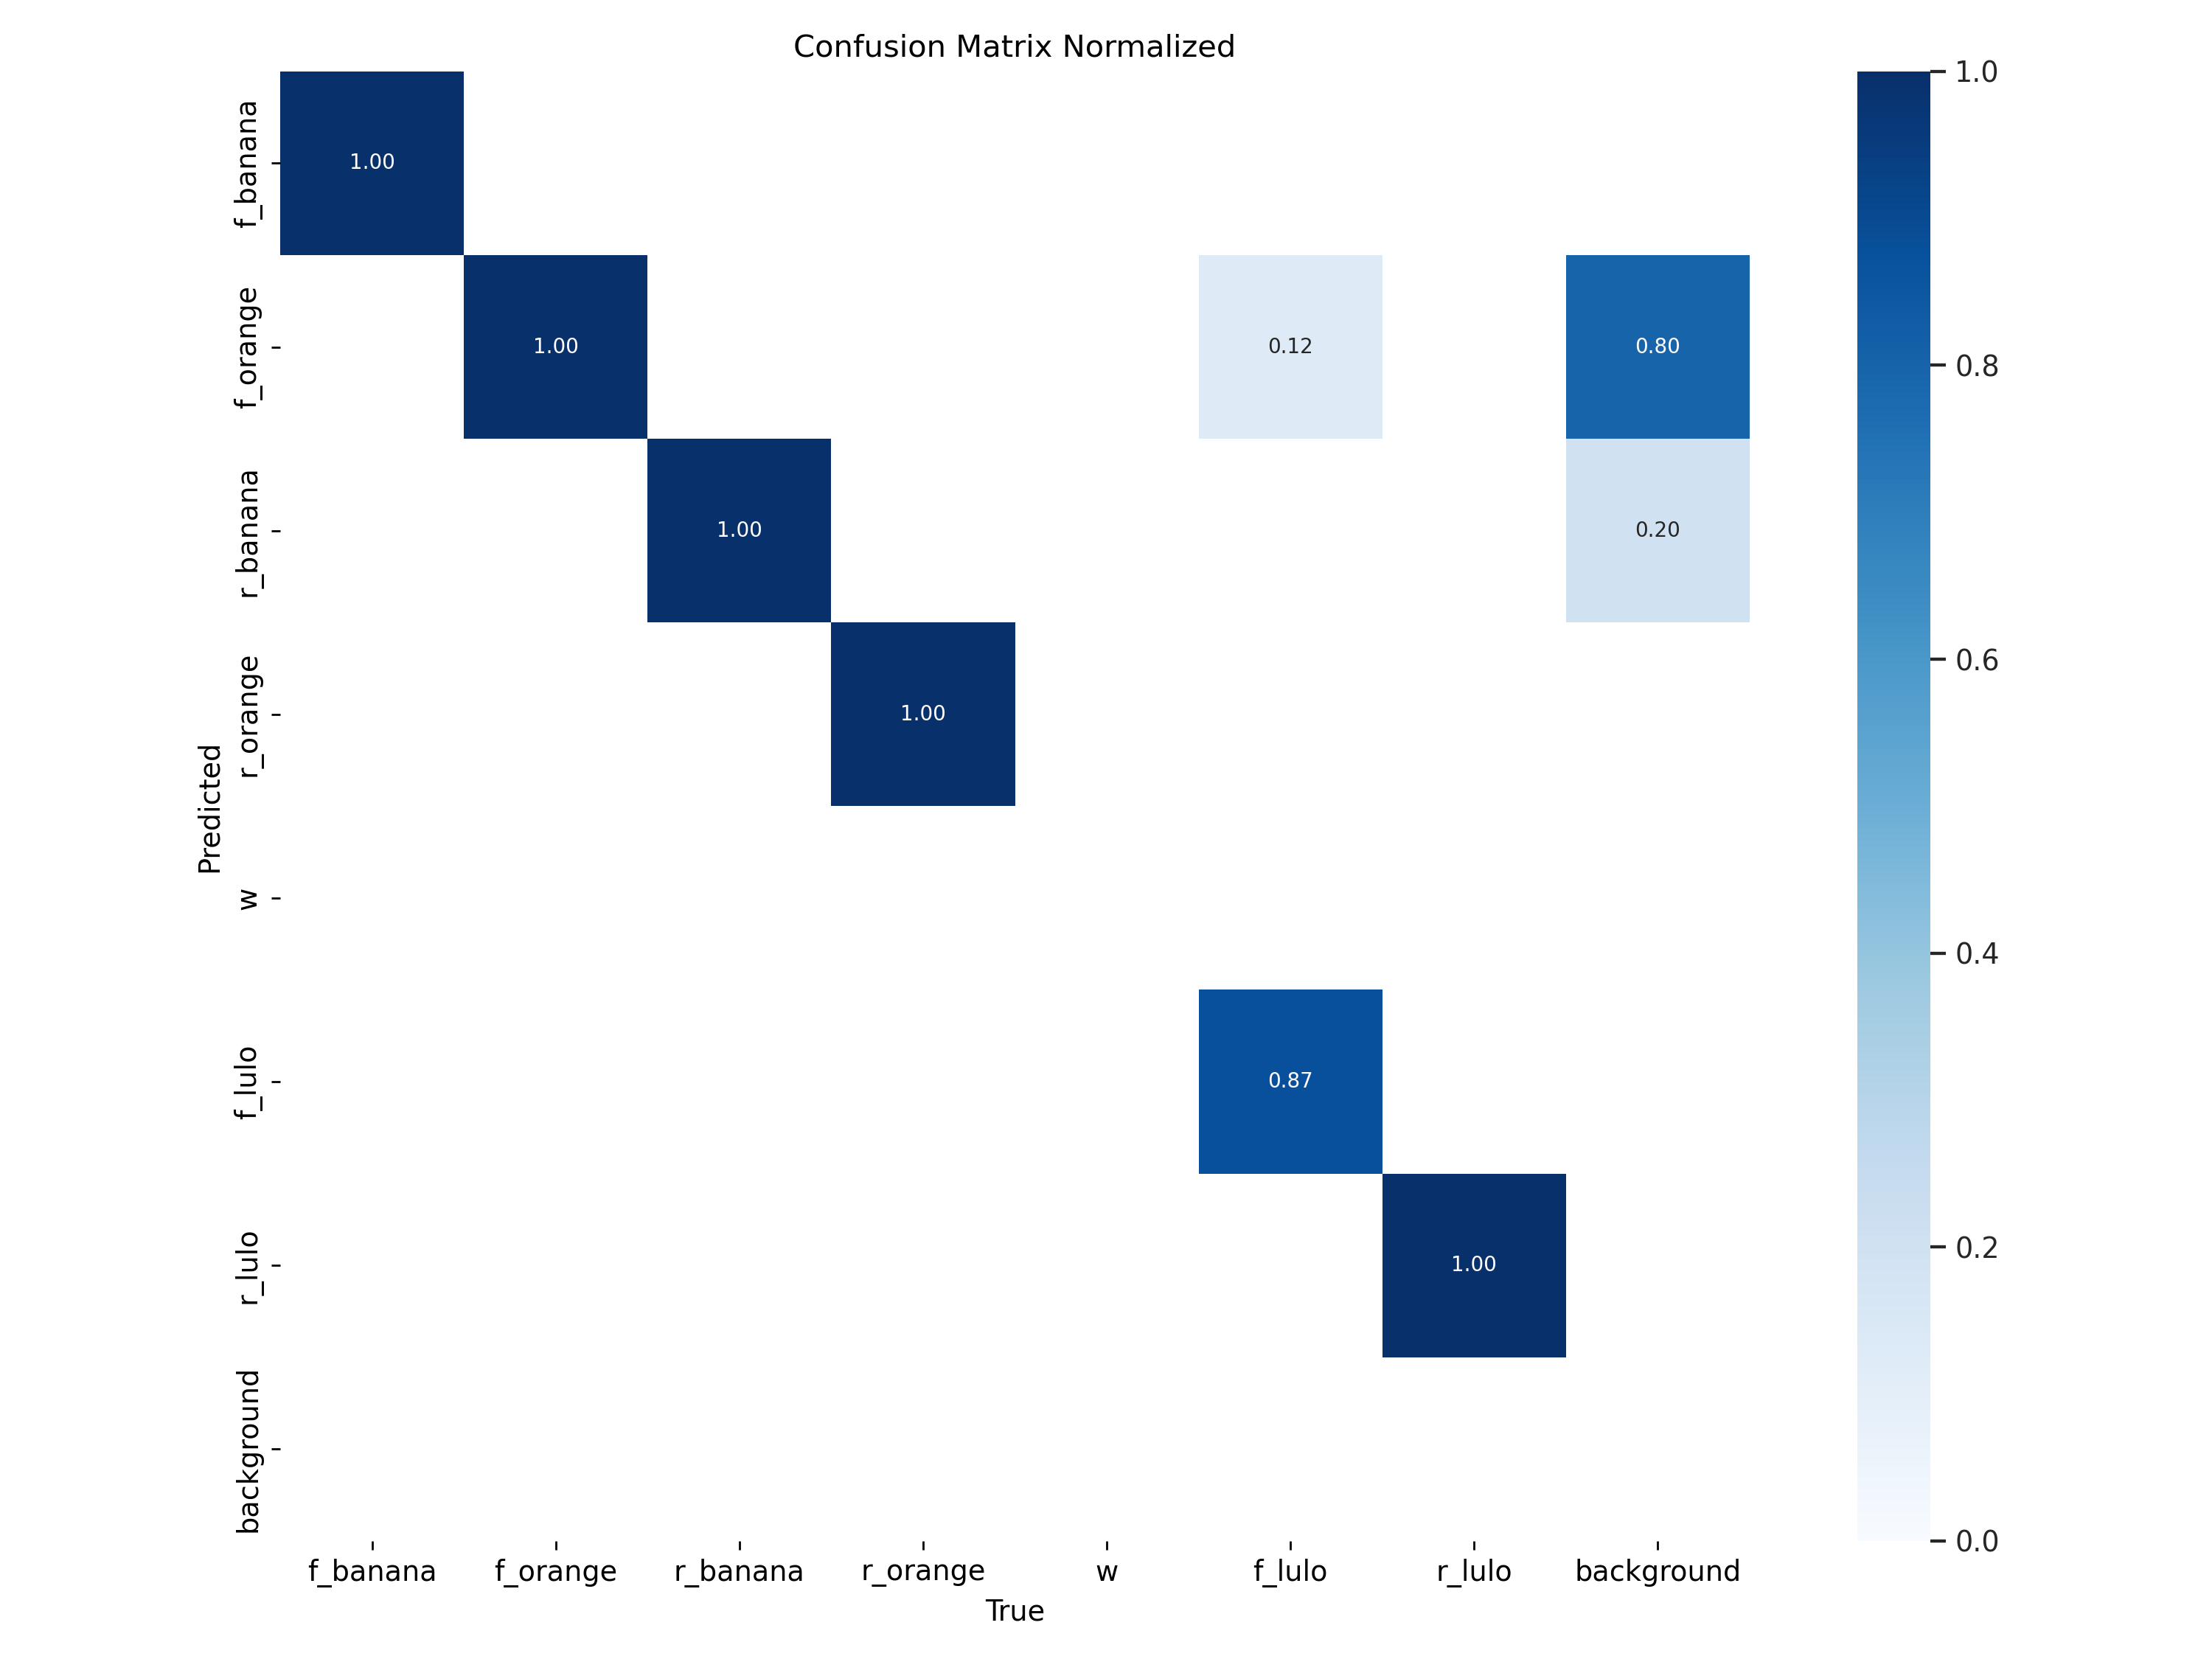 Confusion Matrix Normalized
f_banana
1.00
f_orange
1.00
0.12
0.80
r_banana
1.00
0.20
r_orange
1.00
w
f_lulo
0.87
r_lulo
1.00
background
Predicted
f_banana f_orange r_banana r_orange w f_lulo r_lulo background
True
1.0
0.8
0.6
0.4
0.2
0.0